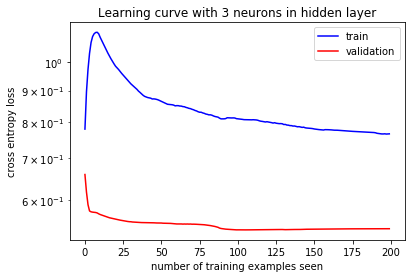 Learning curve with 3 neurons in hidden layer
train
validation
cross entropy loss
10⁰
9 × 10⁻¹
8 × 10⁻¹
7 × 10⁻¹
6 × 10⁻¹
0 25 50 75 100 125 150 175 200
number of training examples seen